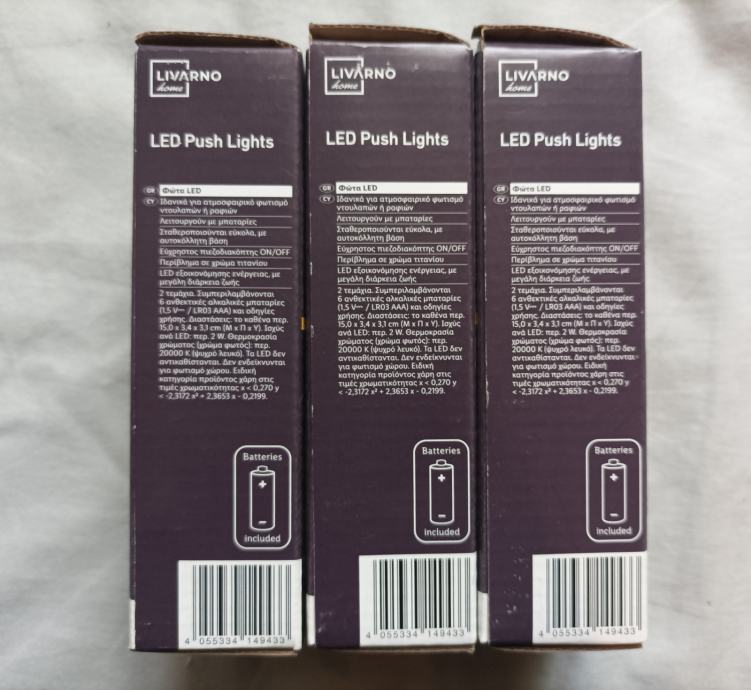 LIVARNO
home
LED Push Lights
GR Φώτα LED
CY Ιδανικά για ατμοσφαιρικό φωτισμό
ντουλαπών ή ραφιών
Λειτουργούν με μπαταρίες
Σταθεροποιούνται εύκολα, με
αυτοκόλλητη βάση
Εύχρηστος πιεζοδιακόπτης ON/OFF
Περίβλημα σε χρώμα τιτανίου
LED εξοικονόμησης ενέργειας, με
μεγάλη διάρκεια ζωής
2 τεμάχια. Συμπεριλαμβάνονται
6 ανθεκτικές αλκαλικές μπαταρίες
(1,5 V⎓ / LR03 AAA) και οδηγίες
χρήσης. Διαστάσεις: το καθένα περ.
15,0 x 3,4 x 3,1 cm (Μ x Π x Υ). Ισχύς
ανά LED: περ. 2 W. Θερμοκρασία
χρώματος (χρώμα φωτός): περ.
20000 K (ψυχρό λευκό). Τα LED δεν
αντικαθίστανται. Δεν ενδείκνυνται
για φωτισμό χώρου. Ειδική
κατηγορία προϊόντος χάρη στις
τιμές χρωματικότητας x < 0,270 y
< -2,3172 x² + 2,3653 x - 0,2199.
Batteries
included
4 055334 149433
LIVARNO
home
LED Push Lights
GR Φώτα LED
CY Ιδανικά για ατμοσφαιρικό φωτισμό
ντουλαπών ή ραφιών
Λειτουργούν με μπαταρίες
Σταθεροποιούνται εύκολα, με
αυτοκόλλητη βάση
Εύχρηστος πιεζοδιακόπτης ON/OFF
Περίβλημα σε χρώμα τιτανίου
LED εξοικονόμησης ενέργειας, με
μεγάλη διάρκεια ζωής
2 τεμάχια. Συμπεριλαμβάνονται
6 ανθεκτικές αλκαλικές μπαταρίες
(1,5 V⎓ / LR03 AAA) και οδηγίες
χρήσης. Διαστάσεις: το καθένα περ.
15,0 x 3,4 x 3,1 cm (Μ x Π x Υ). Ισχύς
ανά LED: περ. 2 W. Θερμοκρασία
χρώματος (χρώμα φωτός): περ.
20000 K (ψυχρό λευκό). Τα LED δεν
αντικαθίστανται. Δεν ενδείκνυνται
για φωτισμό χώρου. Ειδική
κατηγορία προϊόντος χάρη στις
τιμές χρωματικότητας x < 0,270 y
< -2,3172 x² + 2,3653 x - 0,2199.
Batteries
included
4 055334 149433
LIVARNO
home
LED Push Lights
GR Φώτα LED
CY Ιδανικά για ατμοσφαιρικό φωτισμό
ντουλαπών ή ραφιών
Λειτουργούν με μπαταρίες
Σταθεροποιούνται εύκολα, με
αυτοκόλλητη βάση
Εύχρηστος πιεζοδιακόπτης ON/OFF
Περίβλημα σε χρώμα τιτανίου
LED εξοικονόμησης ενέργειας, με
μεγάλη διάρκεια ζωής
2 τεμάχια. Συμπεριλαμβάνονται
6 ανθεκτικές αλκαλικές μπαταρίες
(1,5 V⎓ / LR03 AAA) και οδηγίες
χρήσης. Διαστάσεις: το καθένα περ.
15,0 x 3,4 x 3,1 cm (Μ x Π x Υ). Ισχύς
ανά LED: περ. 2 W. Θερμοκρασία
χρώματος (χρώμα φωτός): περ.
20000 K (ψυχρό λευκό). Τα LED δεν
αντικαθίστανται. Δεν ενδείκνυνται
για φωτισμό χώρου. Ειδική
κατηγορία προϊόντος χάρη στις
τιμές χρωματικότητας x < 0,270 y
< -2,3172 x² + 2,3653 x - 0,2199.
Batteries
included
4 055334 149433